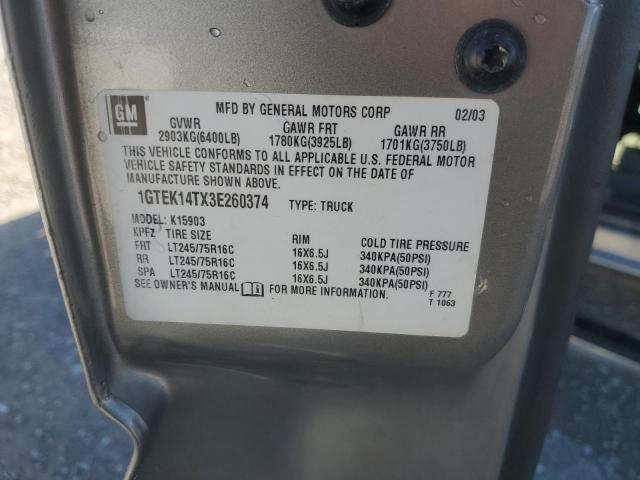 GM
MFD BY GENERAL MOTORS CORP 02/03
GVWR GAWR FRT GAWR RR
2903KG(6400LB) 1780KG(3925LB) 1701KG(3750LB)
THIS VEHICLE CONFORMS TO ALL APPLICABLE U.S. FEDERAL MOTOR
VEHICLE SAFETY STANDARDS IN EFFECT ON THE DATE OF
MANUFACTURE SHOWN ABOVE.
1GTEK14TX3E260374 TYPE: TRUCK
MODEL: K15903
KPFZ TIRE SIZE RIM COLD TIRE PRESSURE
FRT LT245/75R16C 16X6.5J 340KPA(50PSI)
RR LT245/75R16C 16X6.5J 340KPA(50PSI)
SPA LT245/75R16C 16X6.5J 340KPA(50PSI)
SEE OWNER'S MANUAL FOR MORE INFORMATION.
F 777
T 1063